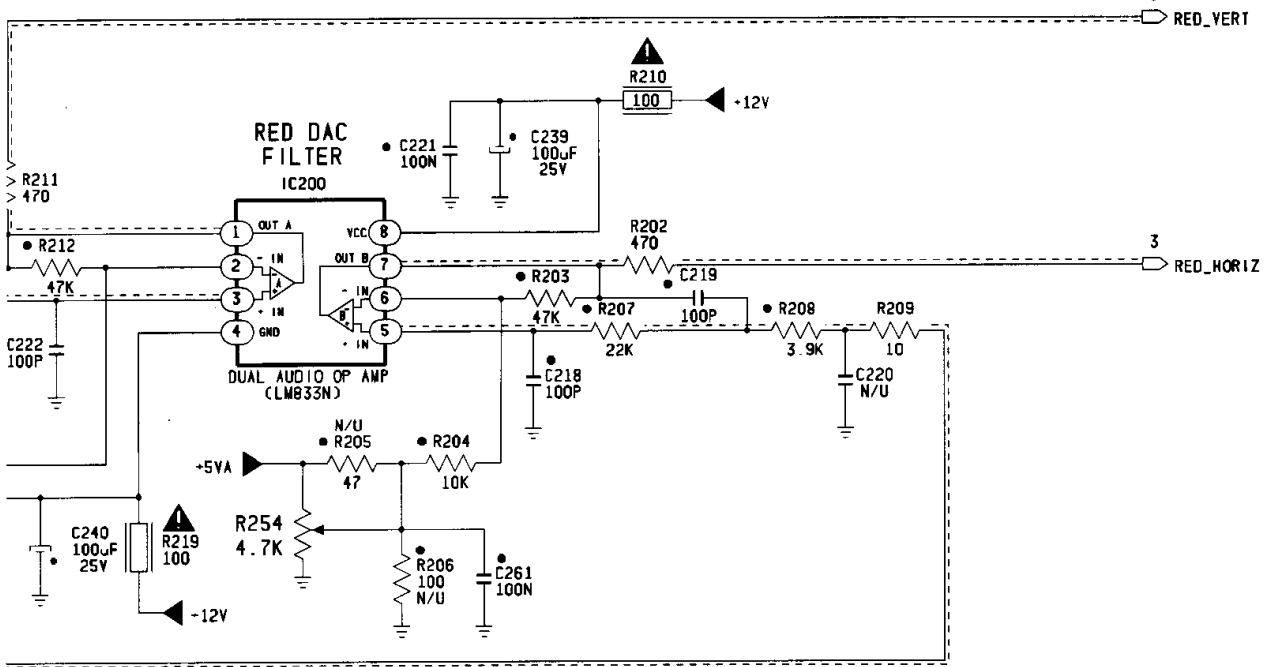 RED_VERT
R210
100
+12V
RED DAC
FILTER
IC200
C221
100N
C239
100uF
25V
R211
470
1
OUT A
VCC
8
R202
470
3
R212
2
- IN
OUT B
7
RED_HORIZ
47K
A
- IN
6
R203
47K
C219
100P
3
+ IN
B
R207
R208
R209
4
GND
5
+ IN
22K
3.9K
10
C222
100P
DUAL AUDIO OP AMP
(LM833N)
C218
100P
C220
N/U
N/U
R205
47
R204
10K
+5VA
R254
4.7K
C240
100uF
25V
R219
100
R206
100
N/U
C261
100N
-12V